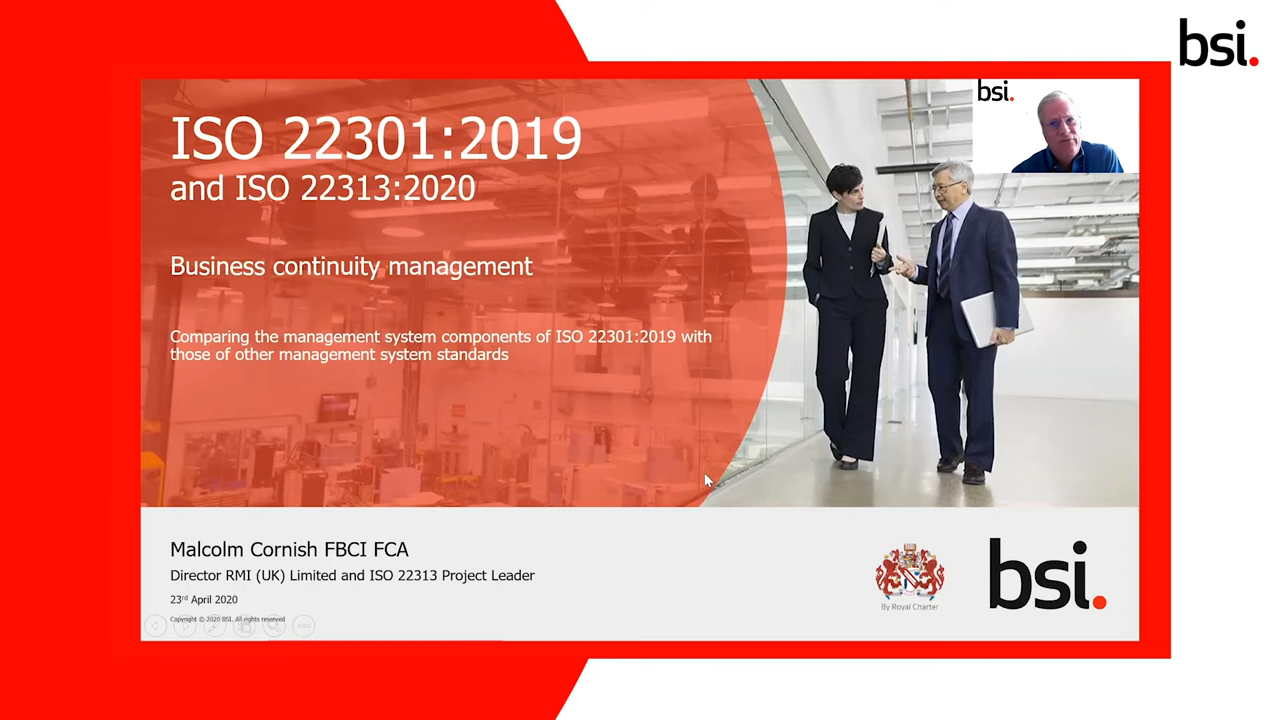 bsi.
bsi.
ISO 22301:2019
and ISO 22313:2020
Business continuity management
Comparing the management system components of ISO 22301:2019 with
those of other management system standards
Malcolm Cornish FBCI FCA
Director RMI (UK) Limited and ISO 22313 Project Leader
23rd April 2020
Copyright © 2020 BSI. All rights reserved
By Royal Charter
bsi.